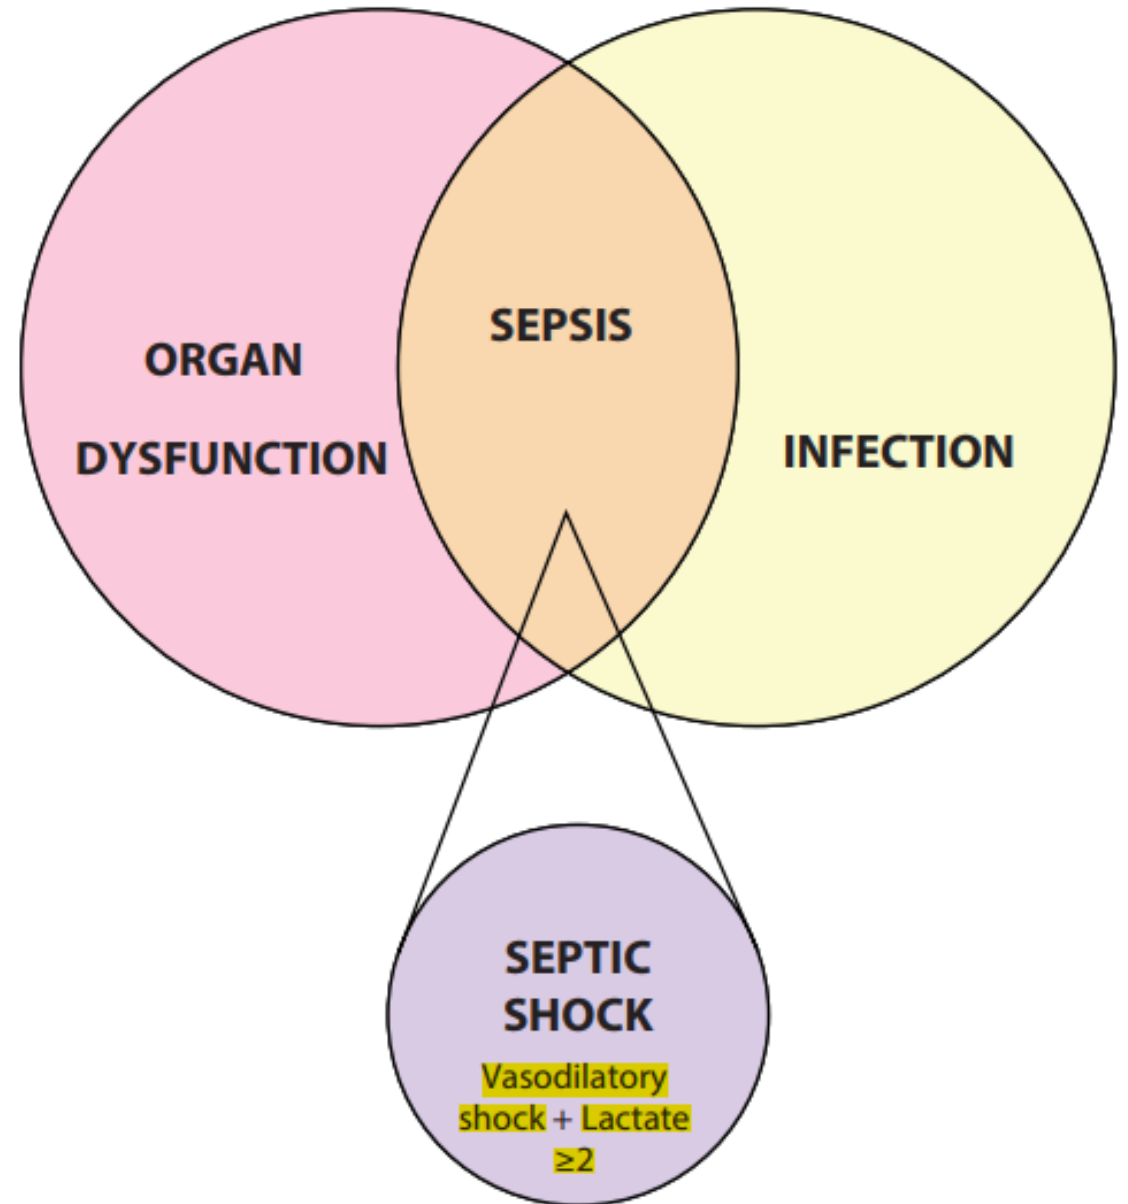 SEPSIS
ORGAN
DYSFUNCTION
INFECTION
SEPTIC
SHOCK
Vasodilatory
shock + Lactate
≥2